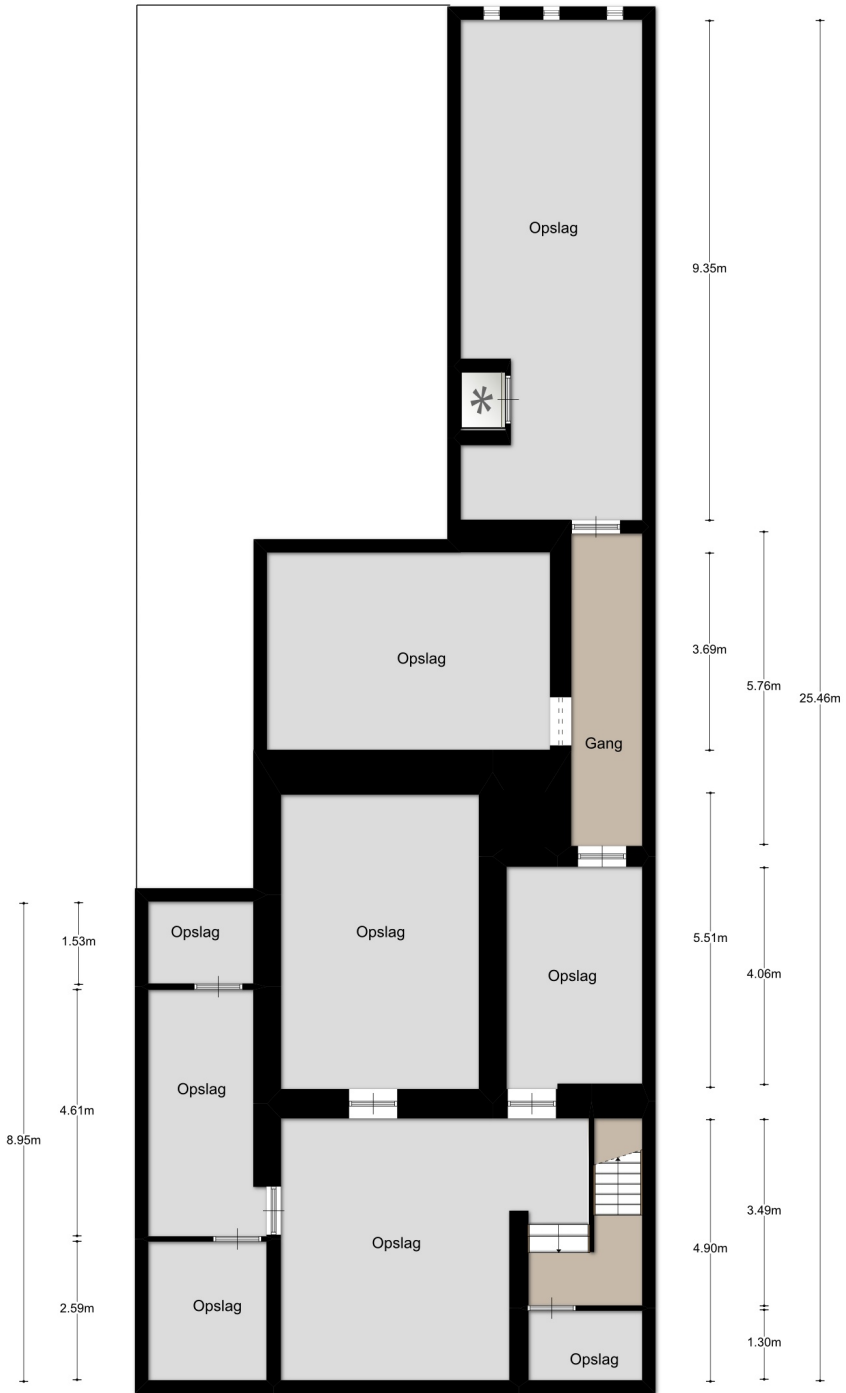 Opslag
9.35m
Opslag
3.69m
5.76m
25.46m
Gang
Opslag
Opslag
1.53m
5.51m
Opslag
4.06m
Opslag
4.61m
8.95m
3.49m
Opslag
4.90m
Opslag
2.59m
1.30m
Opslag